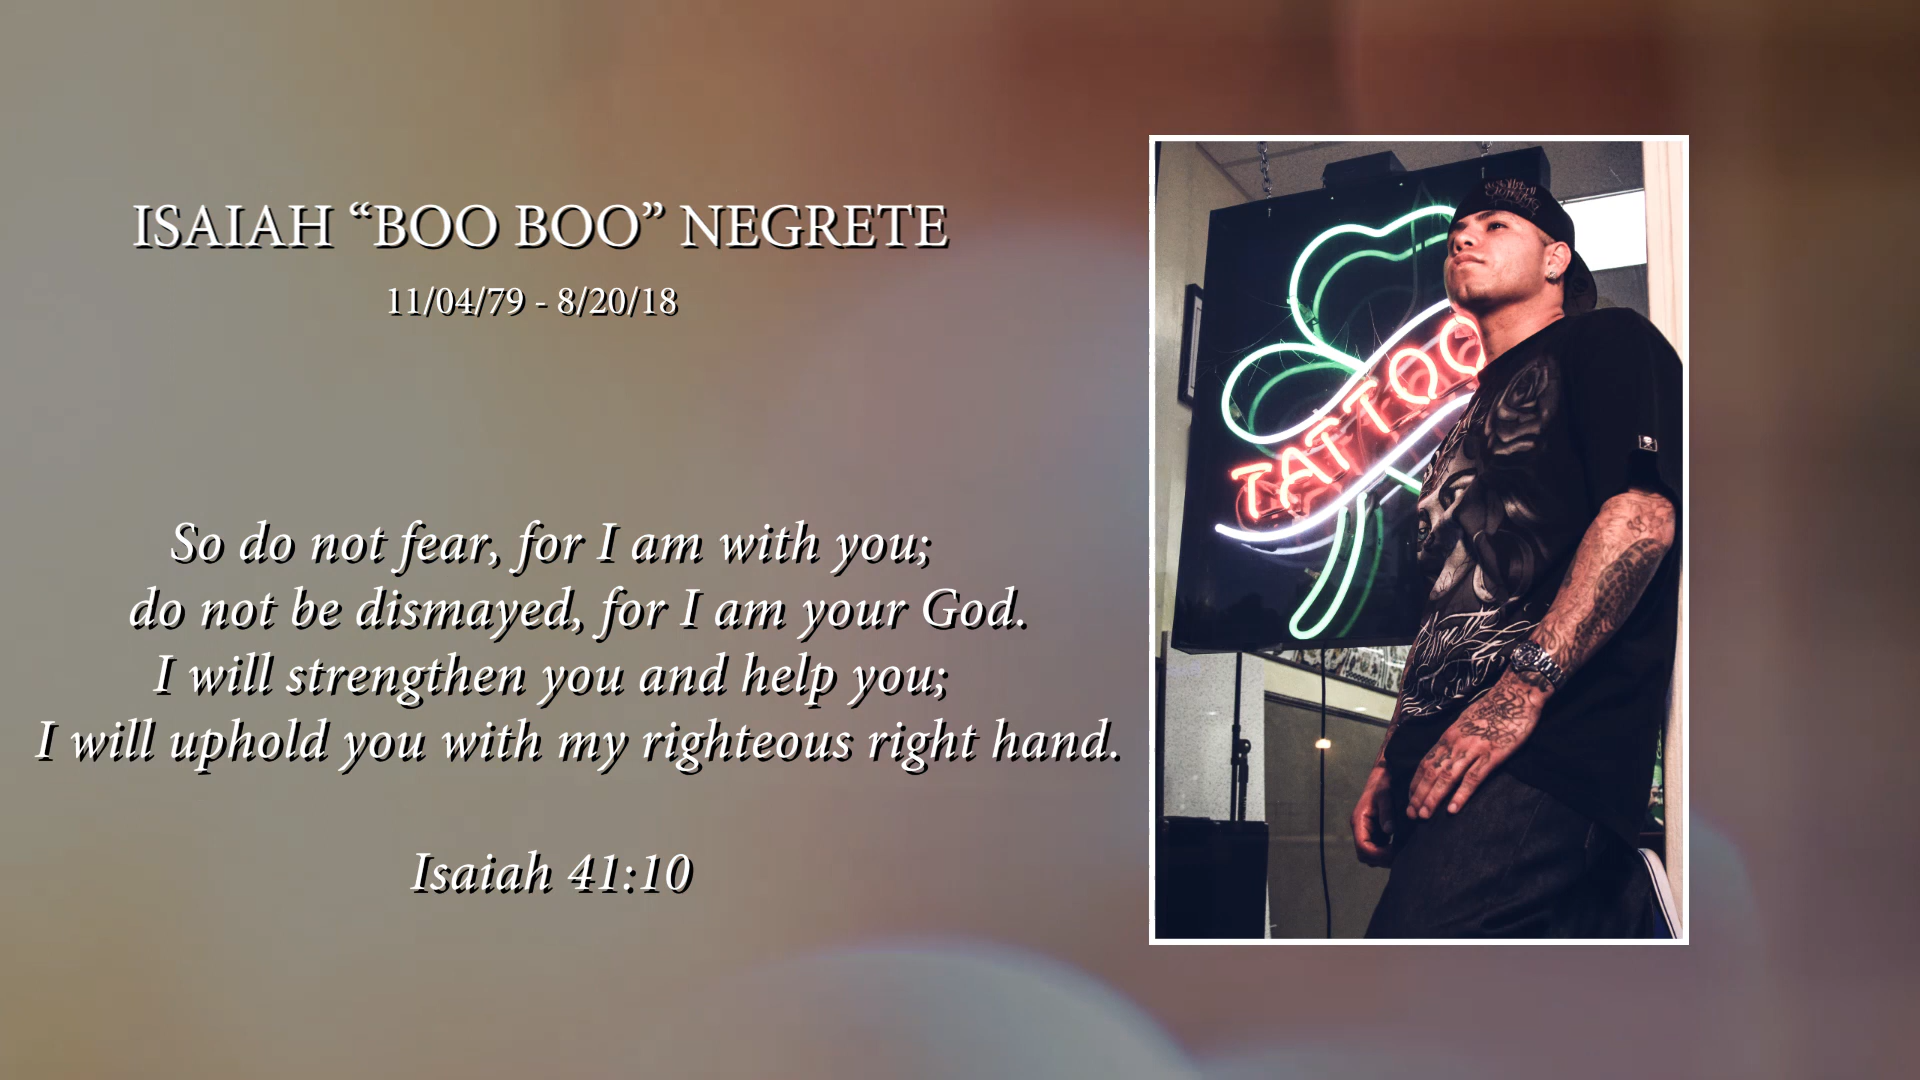 ISAIAH “BOO BOO” NEGRETE
11/04/79 - 8/20/18
So do not fear, for I am with you;
do not be dismayed, for I am your God.
I will strengthen you and help you;
I will uphold you with my righteous right hand.
Isaiah 41:10
TATTOO